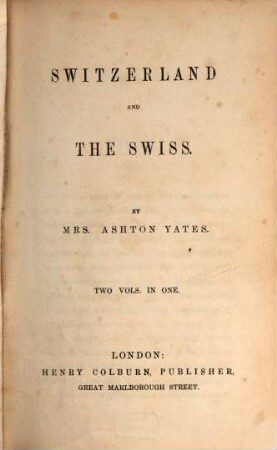 SWITZERLAND
AND
THE SWISS.
BY
MRS. ASHTON YATES.
TWO VOLS. IN ONE.
LONDON:
HENRY COLBURN, PUBLISHER,
GREAT MARLBOROUGH STREET.